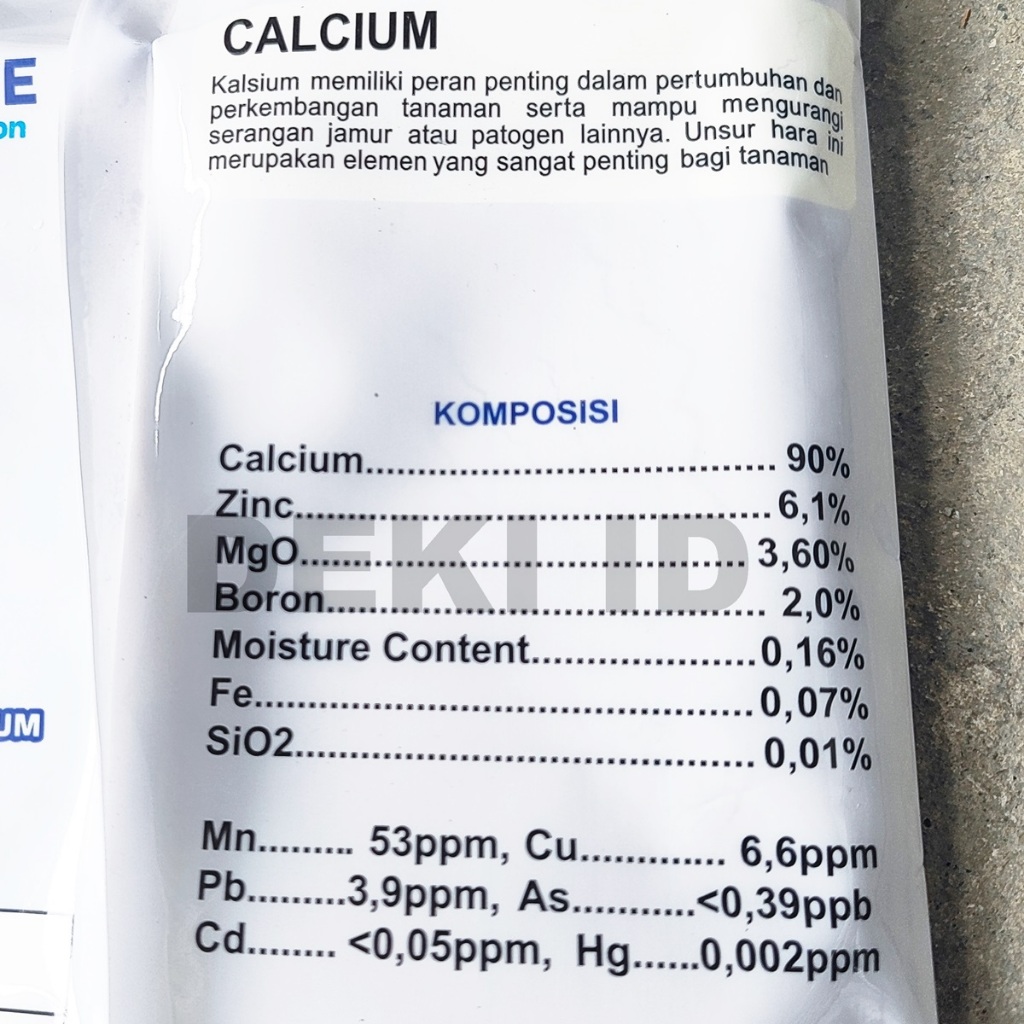 E
on
UM
CALCIUM
Kalsium memiliki peran penting dalam pertumbuhan dan
perkembangan tanaman serta mampu mengurangi
serangan jamur atau patogen lainnya. Unsur hara ini
merupakan elemen yang sangat penting bagi tanaman
KOMPOSISI
Calcium.................................... 90%
Zinc..........................................6,1%
MgO....................................... 3,60%
DEKI ID
Boron...................................... 2,0%
Moisture Content....................0,16%
Fe............................................0,07%
SiO2......................................... 0,01%
Mn......... 53ppm, Cu............. 6,6ppm
Pb.........3,9ppm, As...........<0,39ppb
Cd........ <0,05ppm, Hg......0,002ppm